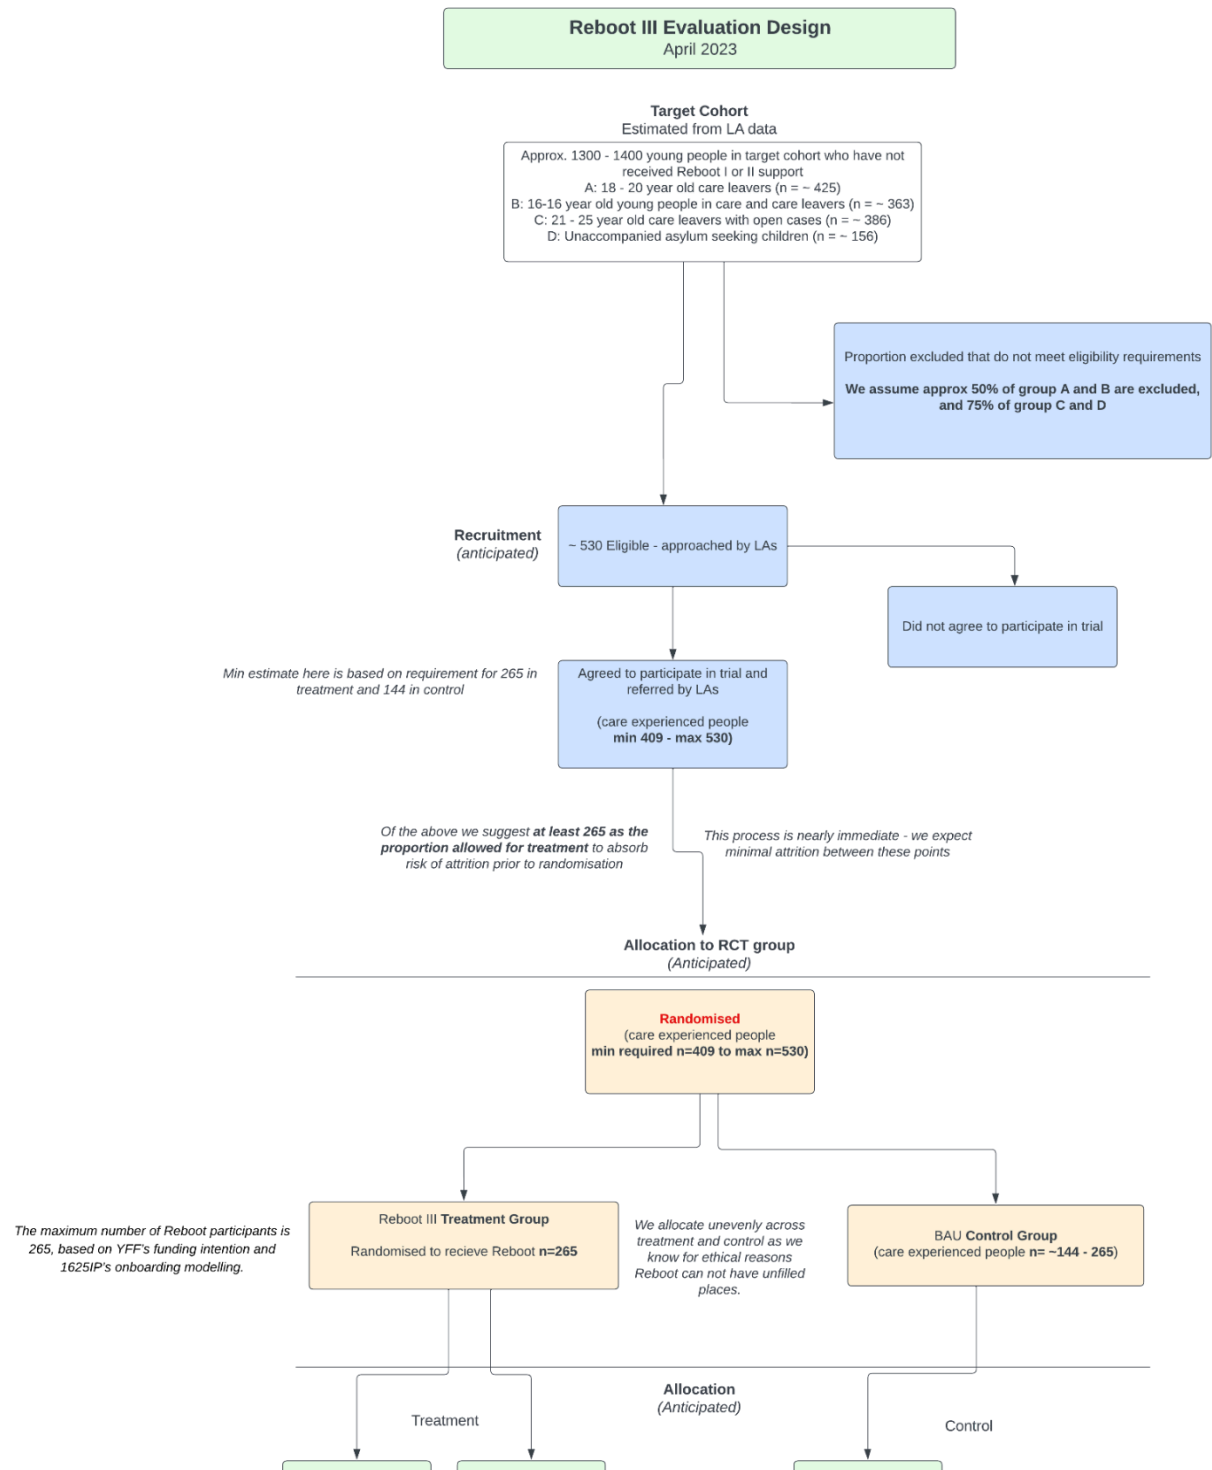 Reboot III Evaluation Design
April 2023
Target Cohort
Estimated from LA data
Approx. 1300 - 1400 young people in target cohort who have not
received Reboot I or II support
A: 18 - 20 year old care leavers (n = ~ 425)
B: 16-16 year old young people in care and care leavers (n = ~ 363)
C: 21 - 25 year old care leavers with open cases (n = ~ 386)
D: Unaccompanied asylum seeking children (n = ~ 156)
Proportion excluded that do not meet eligibility requirements
We assume approx 50% of group A and B are excluded,
and 75% of group C and D
Recruitment
(anticipated)
~ 530 Eligible - approached by LAs
Did not agree to participate in trial
Min estimate here is based on requirement for 265 in
treatment and 144 in control
Agreed to participate in trial and
referred by LAs
(care experienced people
min 409 - max 530)
Of the above we suggest at least 265 as the
proportion allowed for treatment to absorb
risk of attrition prior to randomisation
This process is nearly immediate - we expect
minimal attrition between these points
Allocation to RCT group
(Anticipated)
Randomised
(care experienced people
min required n=409 to max n=530)
The maximum number of Reboot participants is
265, based on YFF's funding intention and
1625IP's onboarding modelling.
Reboot III Treatment Group
Randomised to recieve Reboot n=265
We allocate unevenly across
treatment and control as we
know for ethical reasons
Reboot can not have unfilled
places.
BAU Control Group
(care experienced people n= ~144 - 265)
Allocation
(Anticipated)
Treatment
Control